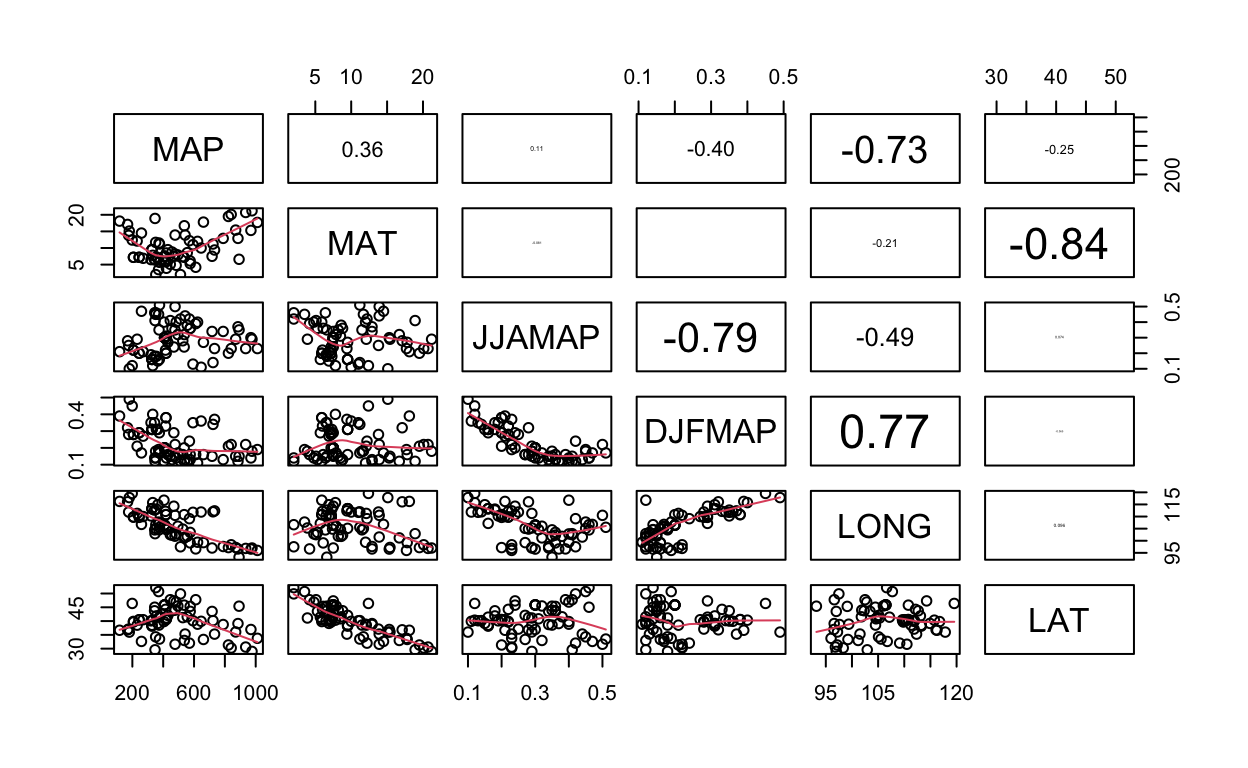 5 10 20 0.1 0.3 0.5 30 40 50
MAP 0.36 0.11 -0.40 -0.73 -0.25 200
5 20 MAT -0.21 -0.84
JJAMAP -0.79 -0.49 0.1 0.5
0.1 0.4 DJFMAP 0.77
LONG 0.096 95 115
30 45 LAT
200 600 1000 0.1 0.3 0.5 95 105 120